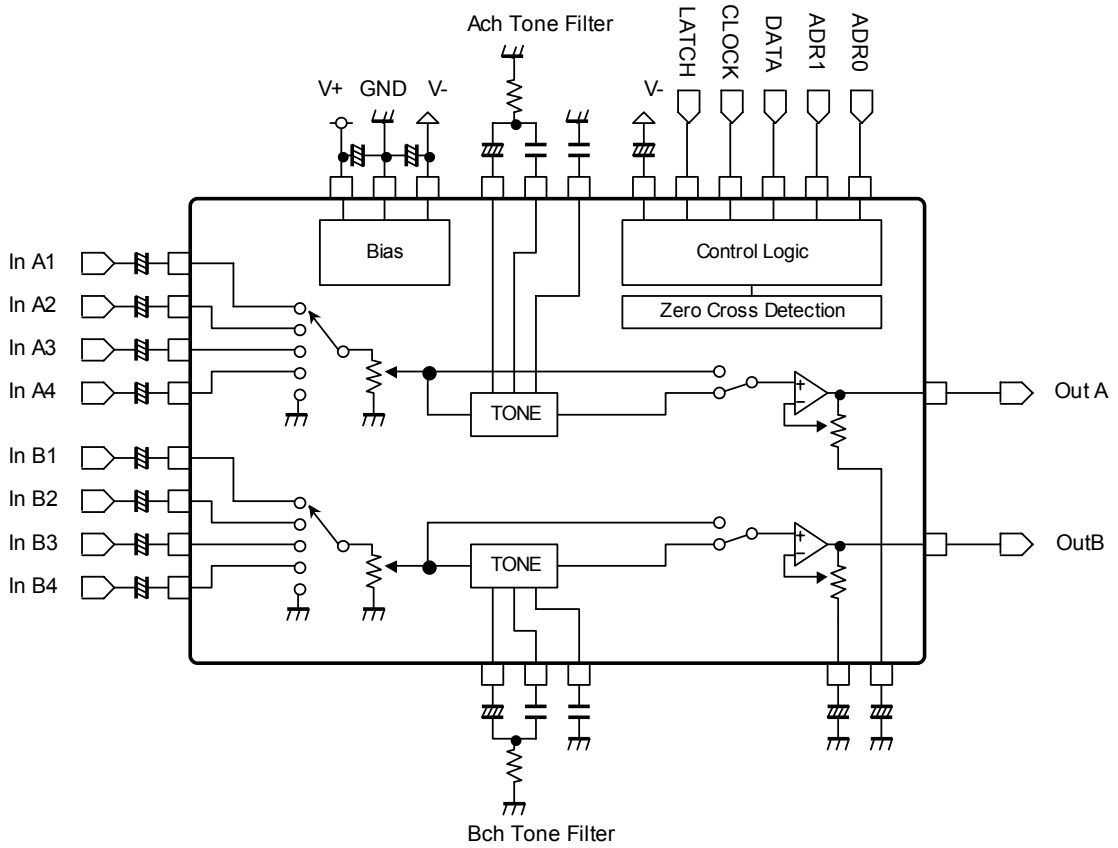 Ach Tone Filter
LATCH
CLOCK
DATA
ADR1
ADR0
V+
GND
V-
V-
Bias
Control Logic
Zero Cross Detection
In A1
In A2
In A3
In A4
TONE
+
−
Out A
In B1
In B2
In B3
In B4
TONE
+
−
OutB
Bch Tone Filter